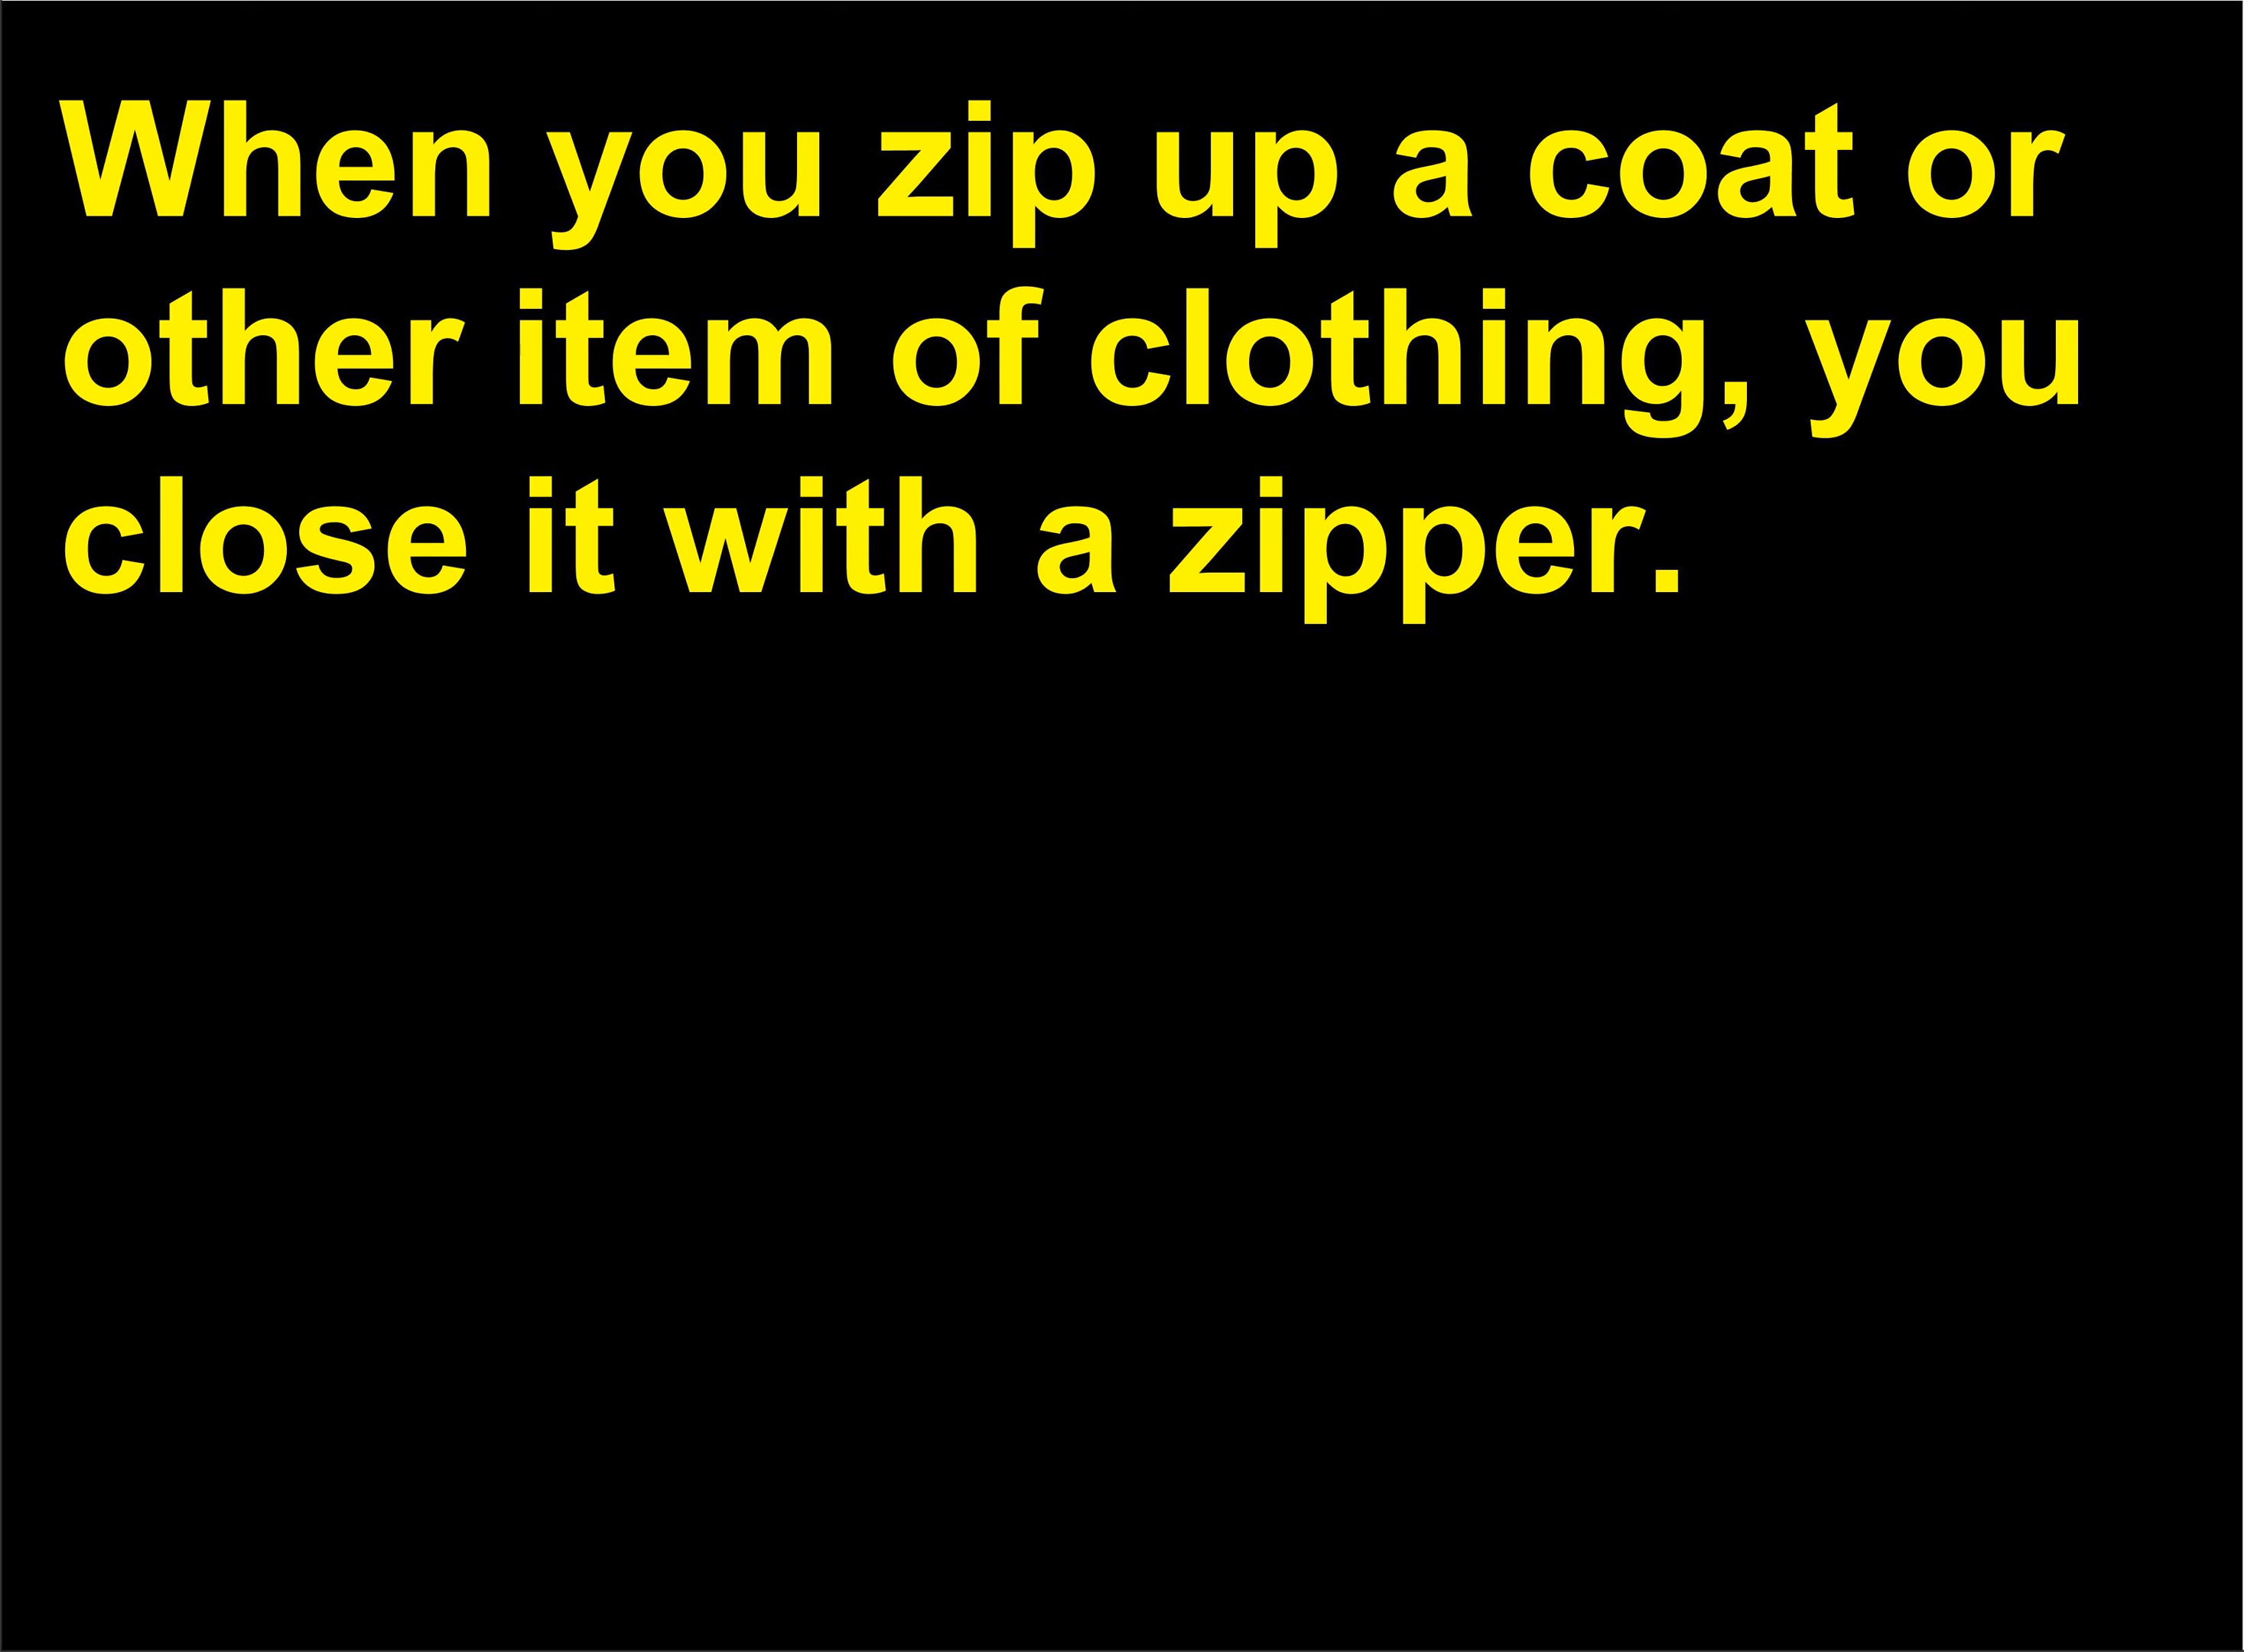 When you zip up a coat or
other item of clothing, you
close it with a zipper.